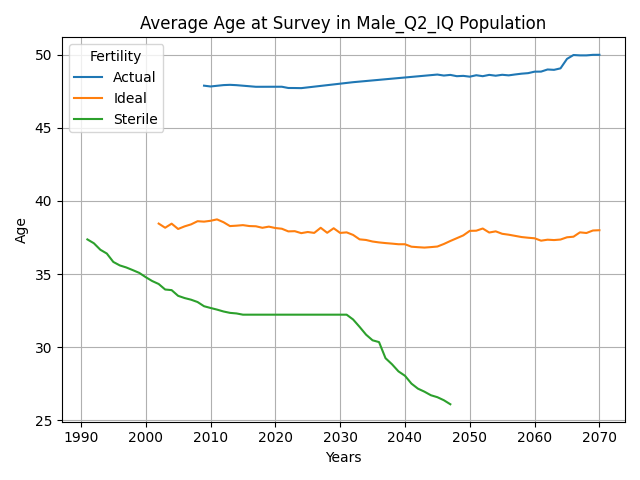 Average Age at Survey in Male_Q2_IQ Population
Fertility
Actual
Ideal
Sterile
Age
50
45
40
35
30
25
1990 2000 2010 2020 2030 2040 2050 2060 2070
Years